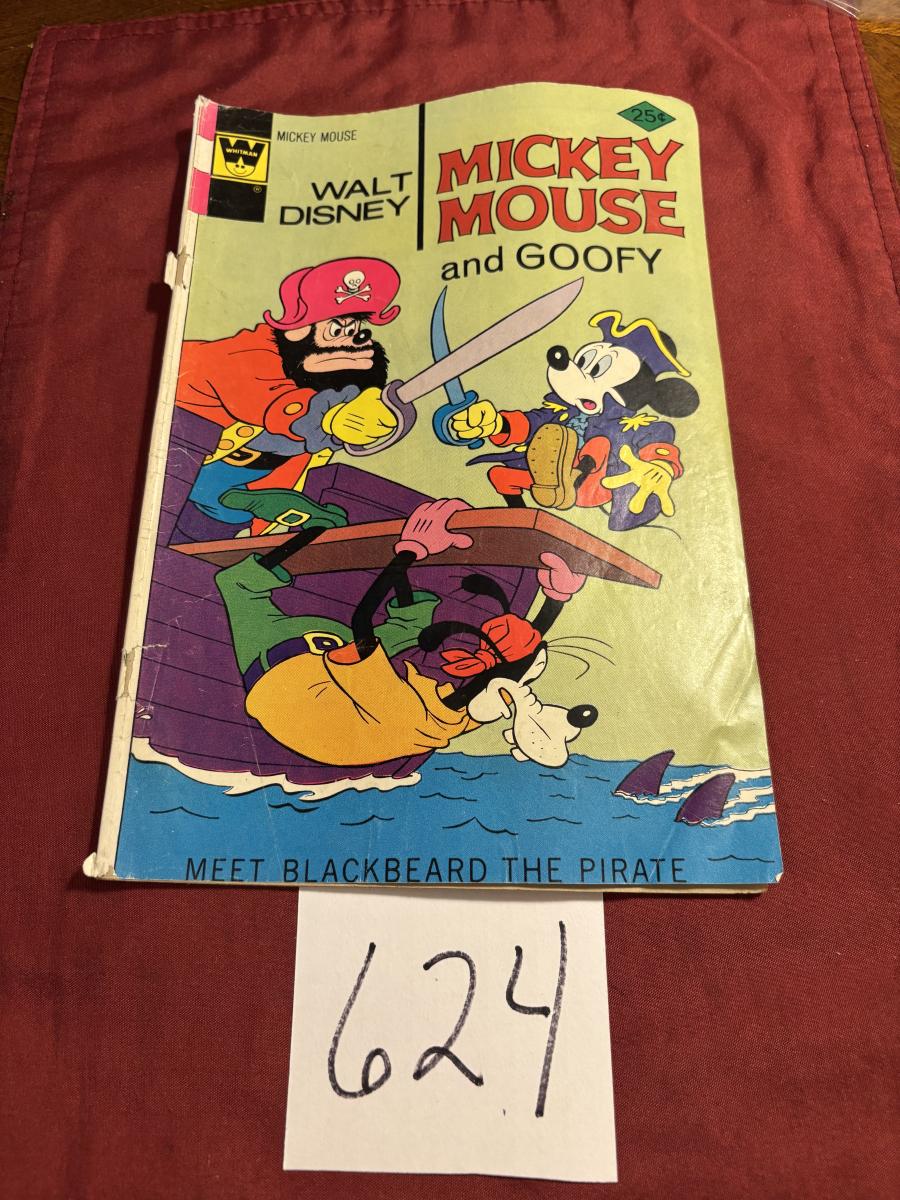 WHITMAN
®
MICKEY MOUSE
25¢
WALT
DISNEY
MICKEY
MOUSE
and GOOFY
MEET BLACKBEARD THE PIRATE
624